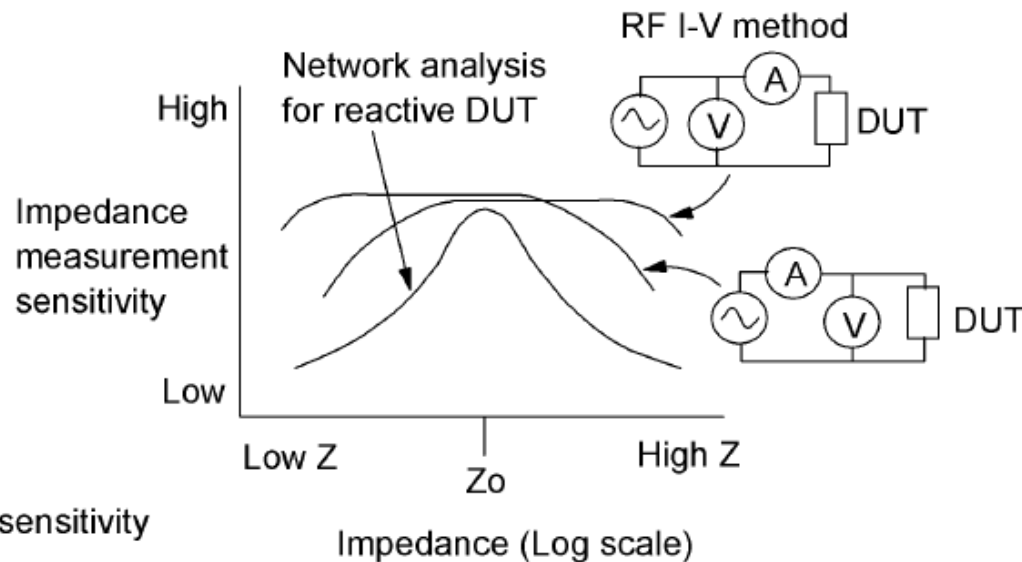 RF I-V method
Network analysis
for reactive DUT
A
V
DUT
High
Impedance
measurement
sensitivity
A
V
DUT
Low
Low Z
Zo
High Z
sensitivity
Impedance (Log scale)